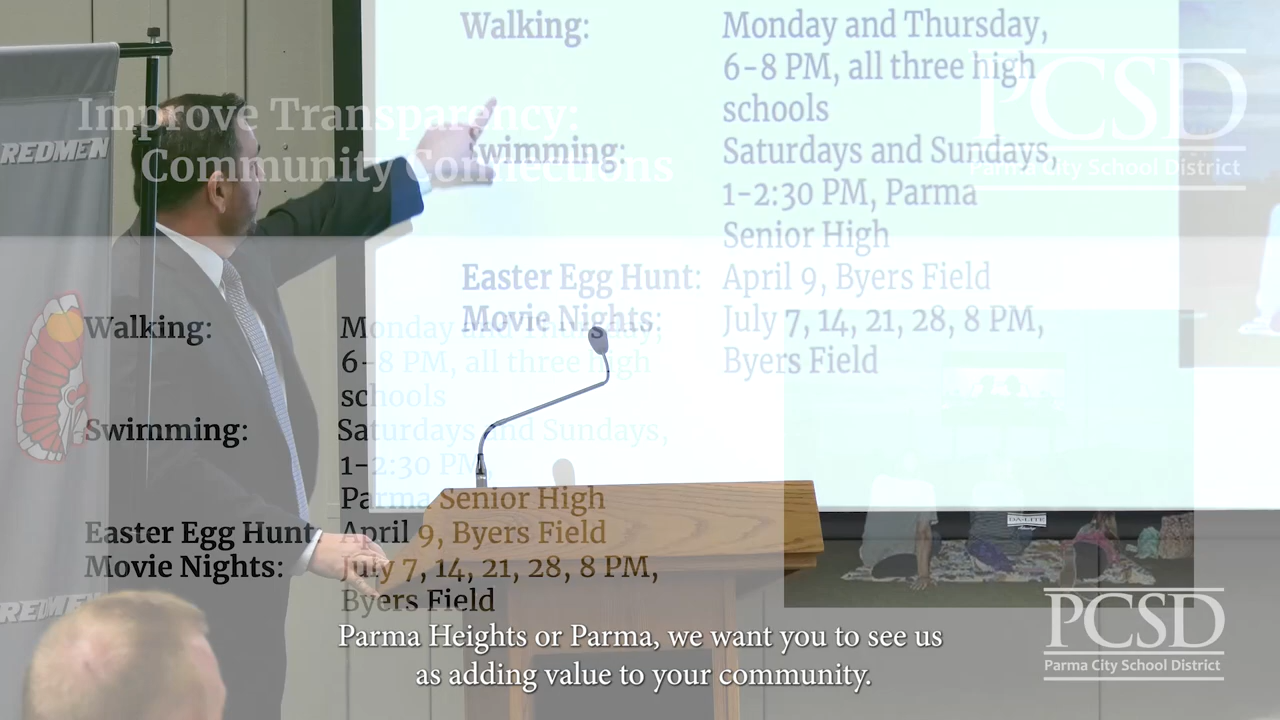 Walking: Monday and Thursday,
6-8 PM, all three high
schools
Swimming: Saturdays and Sundays,
1-2:30 PM, Parma
Senior High
Easter Egg Hunt: April 9, Byers Field
Movie Nights: July 7, 14, 21, 28, 8 PM,
Byers Field
PCSD
Parma City School District
Improve Transparency:
Community Connections
REDMEN
Walking: Monday and Thursday,
6-8 PM, all three high
schools
Swimming: Saturdays and Sundays,
1-2:30 PM,
Parma Senior High
Easter Egg Hunt: April 9, Byers Field
Movie Nights: July 7, 14, 21, 28, 8 PM,
Byers Field
DA-LITE
REDMEN
Parma Heights or Parma, we want you to see us
as adding value to your community.
PCSD
Parma City School District